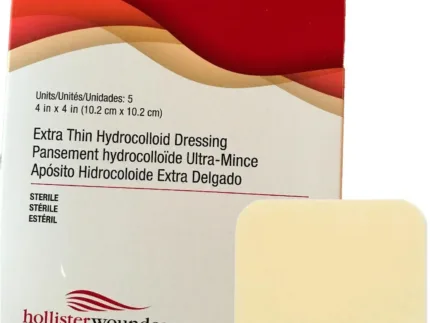 Units/Unités/Unidades: 5
4 in x 4 in (10.2 cm x 10.2 cm)
Extra Thin Hydrocolloid Dressing
Pansement hydrocolloïde Ultra-Mince
Apósito Hidrocoloide Extra Delgado
STERILE
STÉRILE
ESTÉRIL
hollister